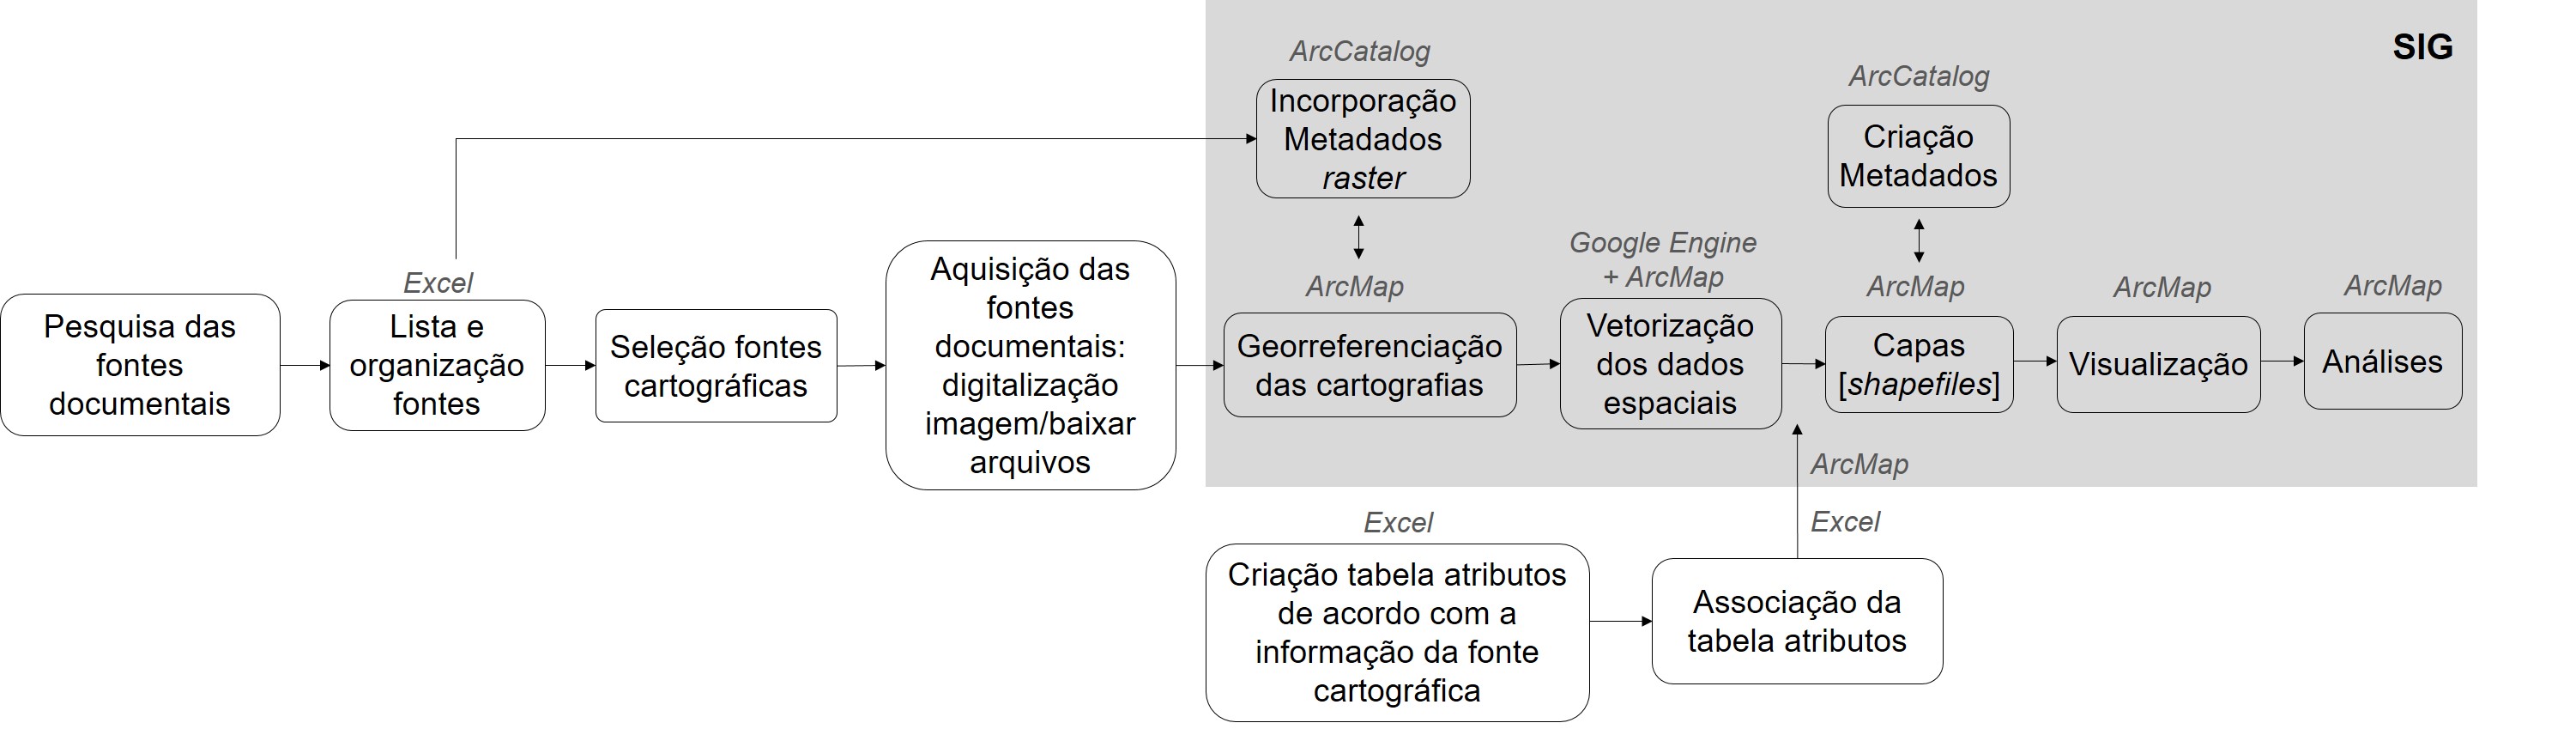 SIG
ArcCatalog
Incorporação
Metadados
raster
ArcCatalog
Criação
Metadados
Excel
Pesquisa das
fontes
documentais
Lista e
organização
fontes
Seleção fontes
cartográficas
Aquisição das
fontes
documentais:
digitalização
imagem/baixar
arquivos
ArcMap
Georreferenciação
das cartografias
Google Engine
+ ArcMap
Vetorização
dos dados
espaciais
ArcMap
Capas
[shapefiles]
ArcMap
Visualização
ArcMap
Análises
ArcMap
Excel
Excel
Criação tabela atributos
de acordo com a
informação da fonte
cartográfica
Associação da
tabela atributos